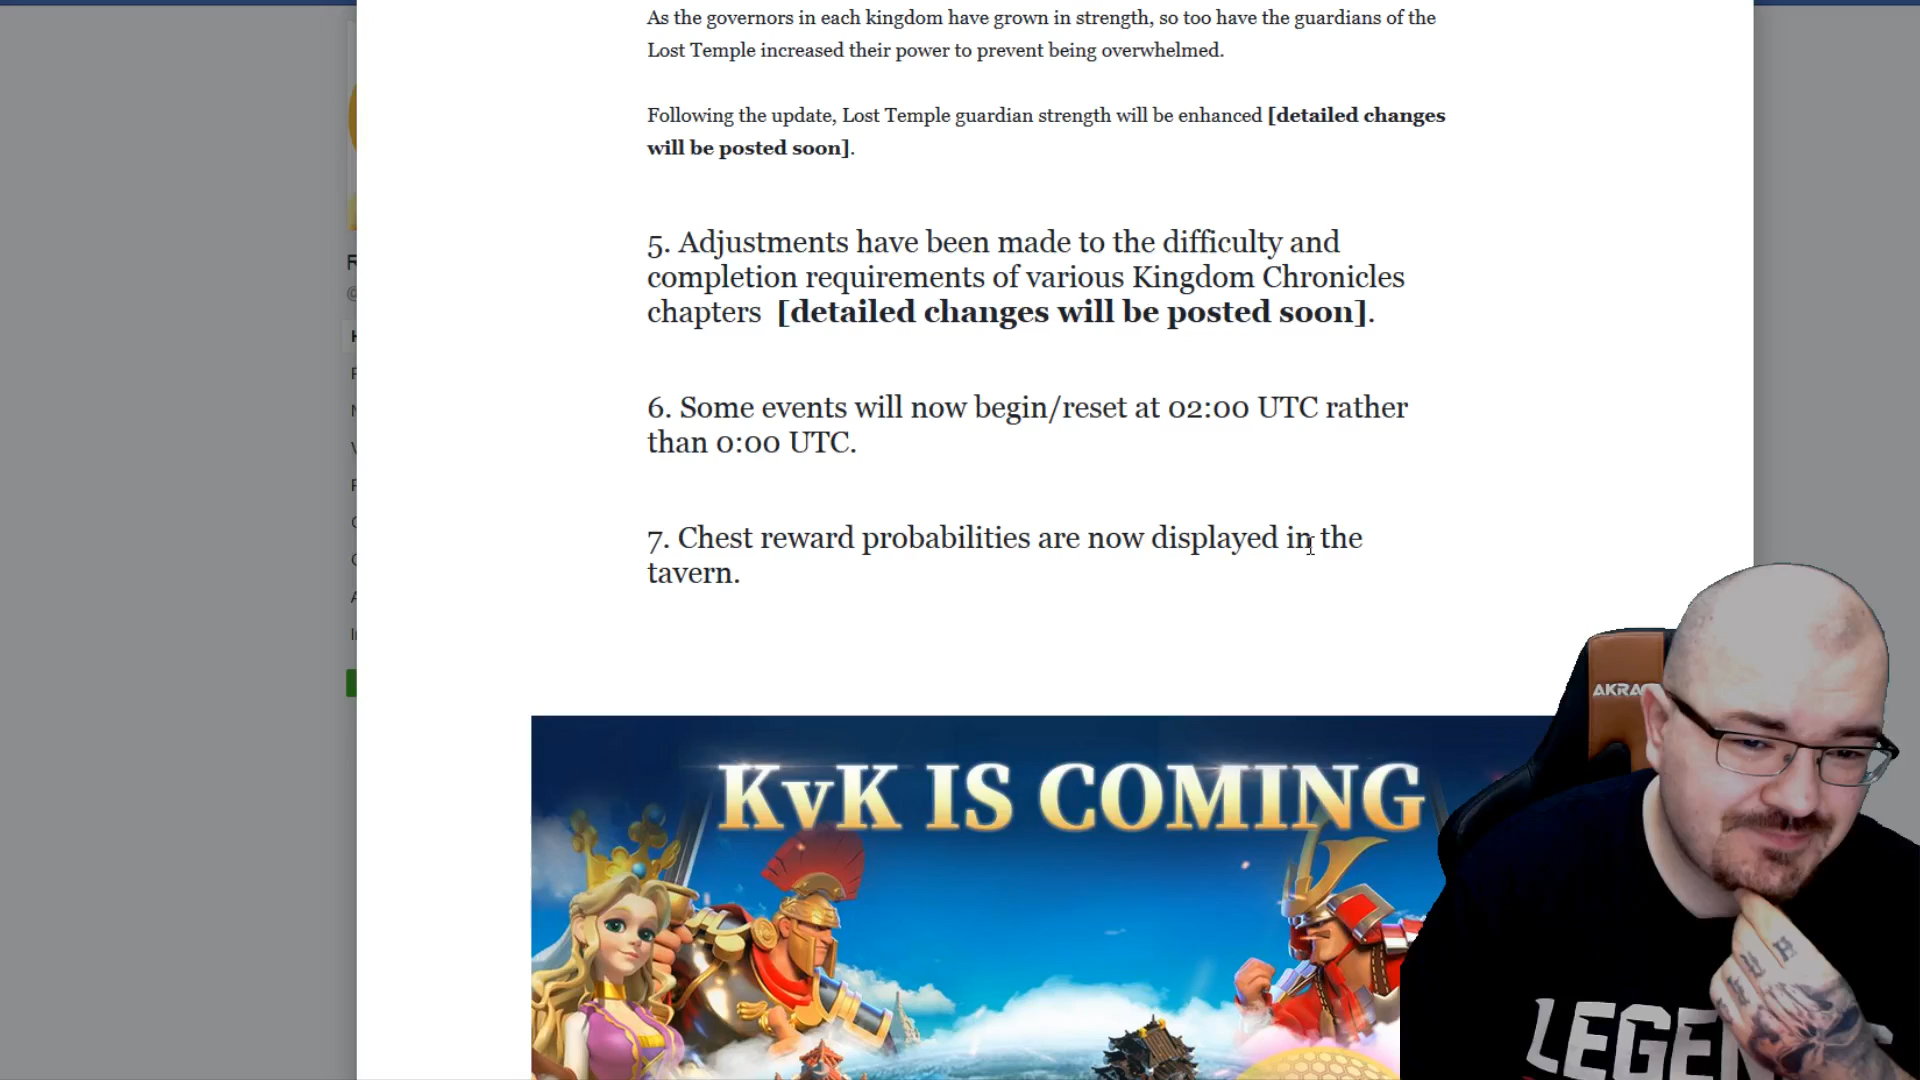 As the governors in each kingdom have grown in strength, so too have the guardians of the
Lost Temple increased their power to prevent being overwhelmed.
Following the update, Lost Temple guardian strength will be enhanced [detailed changes
will be posted soon].
5. Adjustments have been made to the difficulty and
completion requirements of various Kingdom Chronicles
chapters [detailed changes will be posted soon].
6. Some events will now begin/reset at 02:00 UTC rather
than 0:00 UTC.
7. Chest reward probabilities are now displayed in the
tavern.
KvK IS COMING